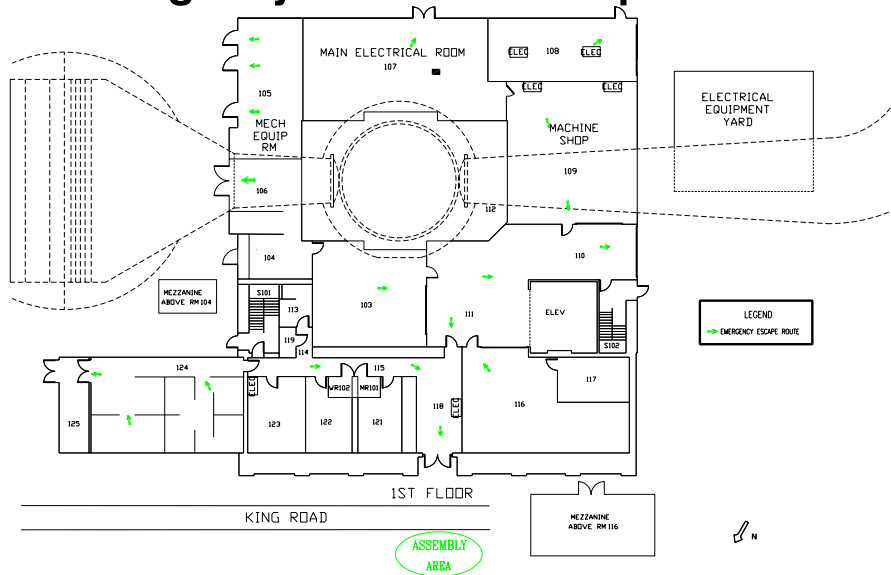 ELEC
108
ELEC
MAIN ELECTRICAL ROOM
107
ELEC
ELEC
105
MECH
EQUIP
RM
MACHINE
SHOP
ELECTRICAL
EQUIPMENT
YARD
106
109
112
104
110
MEZZANINE
ABOVE RM 104
S101
113
103
111
ELEV
LEGEND
EMERGENCY ESCAPE ROUTE
119
114
S102
124
115
ELEC
WR102
MR101
117
116
118
ELEC
125
123
122
121
1ST FLOOR
KING ROAD
MEZZANINE
ABOVE RM 116
N
ASSEMBLY
AREA